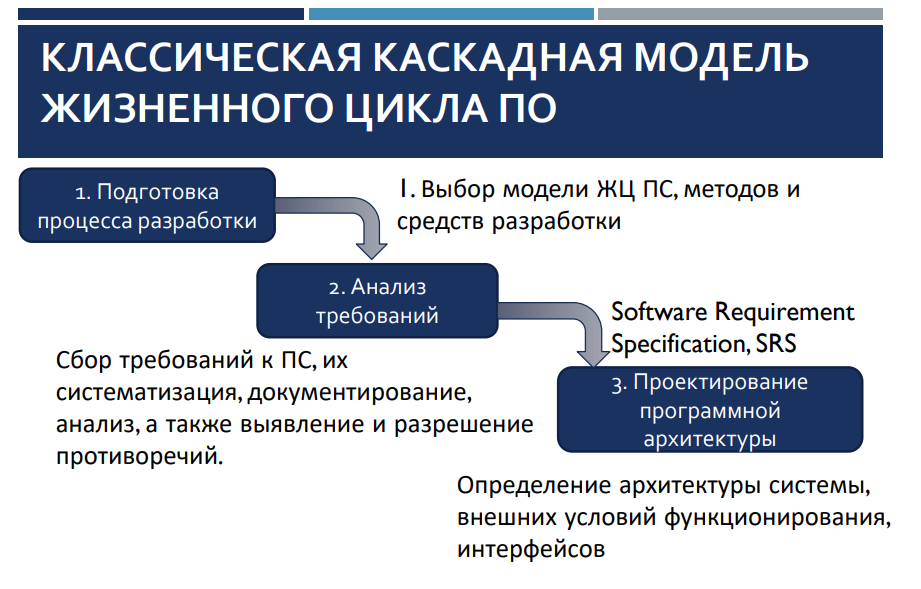 КЛАССИЧЕСКАЯ КАСКАДНАЯ МОДЕЛЬ
ЖИЗНЕННОГО ЦИКЛА ПО
1. Подготовка
процесса разработки
1. Выбор модели ЖЦ ПС, методов и
средств разработки
2. Анализ
требований
Software Requirement
Specification, SRS
Сбор требований к ПС, их
систематизация, документирование,
анализ, а также выявление и разрешение
противоречий.
3. Проектирование
программной
архитектуры
Определение архитектуры системы,
внешних условий функционирования,
интерфейсов